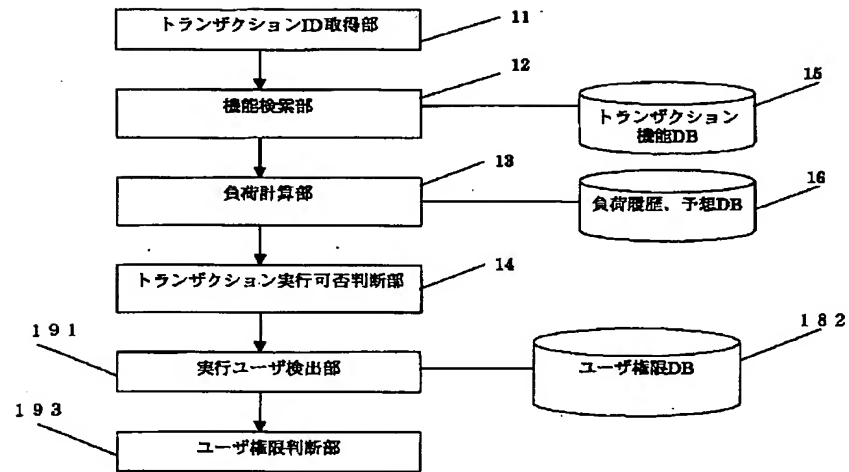 トランザクションID取得部
11
12
機能検索部
15
トランザクション
機能DB
13
負荷計算部
16
負荷履歴、予想DB
14
トランザクション実行可否判断部
191
182
実行ユーザ検出部
ユーザ権限DB
193
ユーザ権限判断部